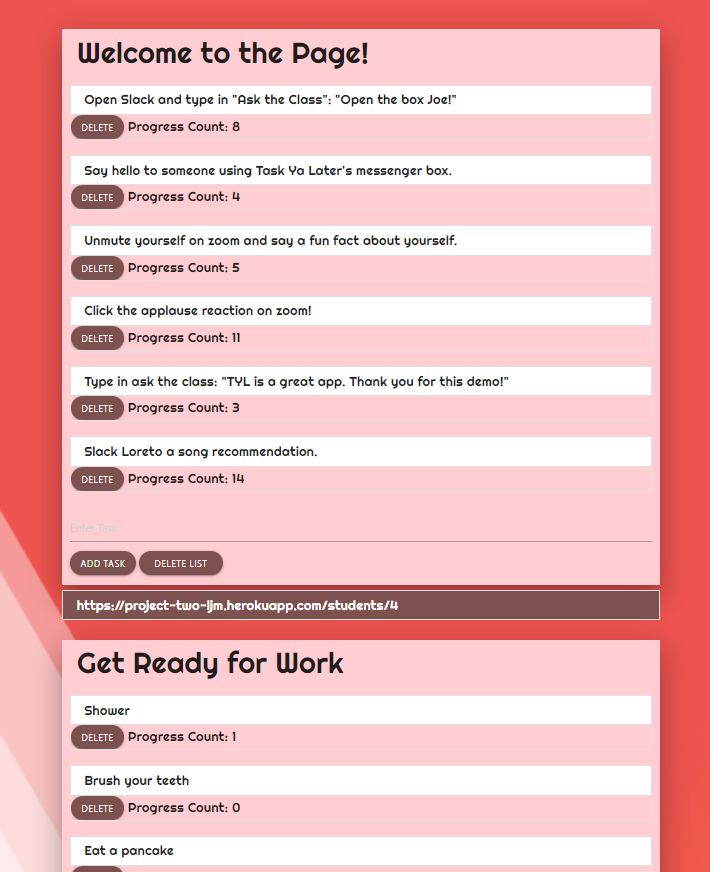 Welcome to the Page!
Open Slack and type in "Ask the Class": "Open the box Joe!"
DELETE Progress Count: 8
Say hello to someone using Task Ya Later's messenger box.
DELETE Progress Count: 4
Unmute yourself on zoom and say a fun fact about yourself.
DELETE Progress Count: 5
Click the applause reaction on zoom!
DELETE Progress Count: 11
Type in ask the class: "TYL is a great app. Thank you for this demo!"
DELETE Progress Count: 3
Slack Loreto a song recommendation.
DELETE Progress Count: 14
Enter Task
ADD TASK DELETE LIST
https://project-two-ljm.herokuapp.com/students/4
Get Ready for Work
Shower
DELETE Progress Count: 1
Brush your teeth
DELETE Progress Count: 0
Eat a pancake